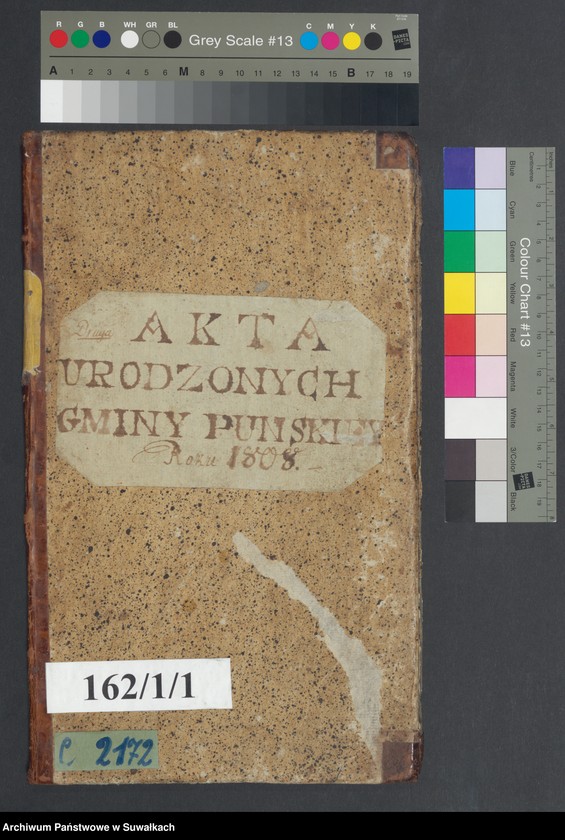 R G B WH GR BL Grey Scale #13 C M Y K
A 1 2 3 4 5 6 M 8 9 10 11 12 13 14 15 B 17 18 19
AKTA
URODZONYCH
GMINY PUNSKIEY
Roku 1808.
162/1/1
C 2172
Colour Chart #13
Blue
Cyan
Green
Yellow
Red
Magenta
White
3/Color
Black
Centimetres
Inches
Archiwum Państwowe w Suwałkach